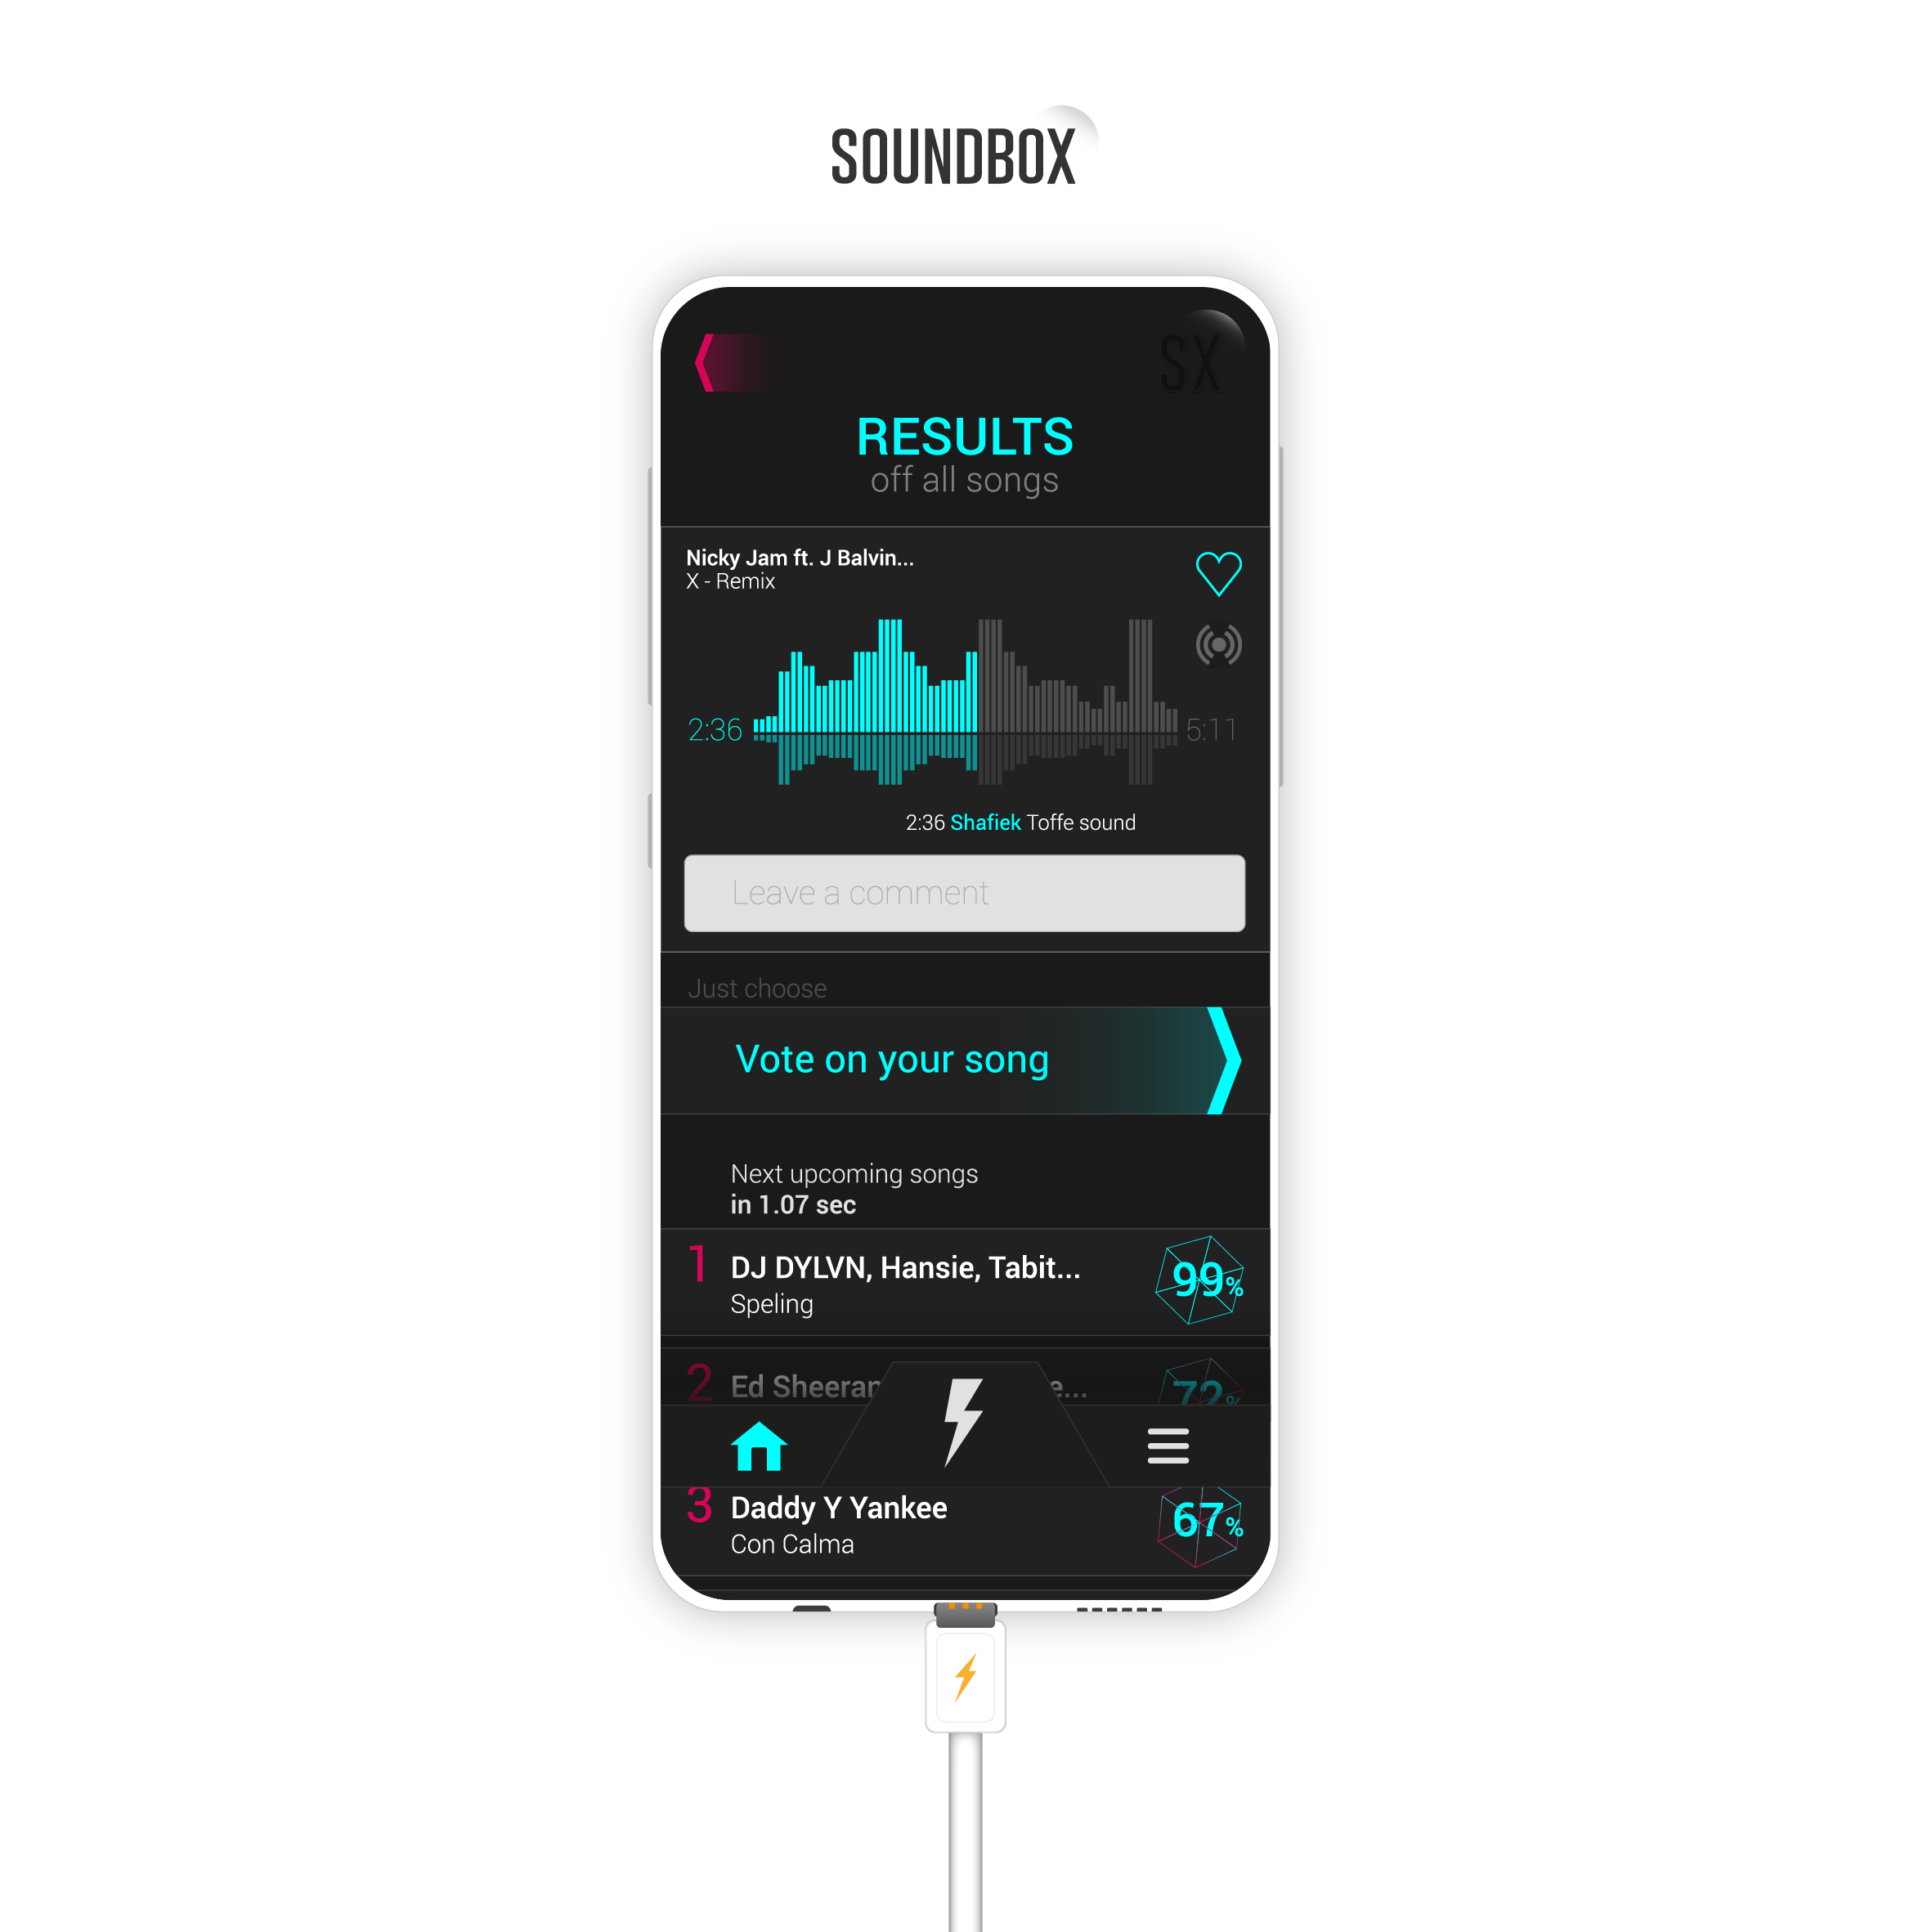 SOUNDBOX
SX
RESULTS
off all songs
Nicky Jam ft. J Balvin...
X - Remix
2:36
5:11
2:36 Shafiek Toffe sound
Leave a comment
Just choose
Vote on your song
Next upcoming songs
in 1.07 sec
1 DJ DYLVN, Hansie, Tabit... 99%
Speling
2 Ed Sheeran e... 72%
3 Daddy Y Yankee 67%
Con Calma